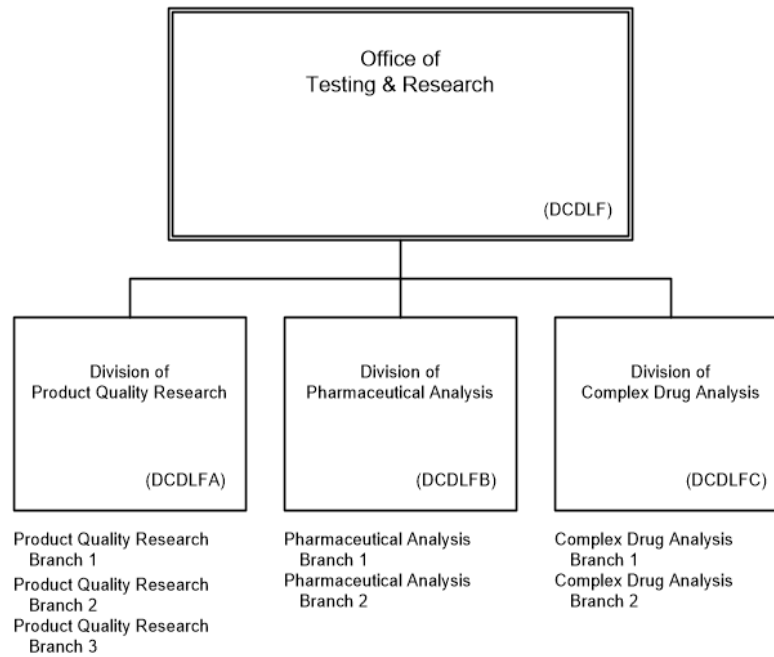 Office of
Testing & Research
(DCDLF)
Division of
Product Quality Research
(DCDLFA)
Division of
Pharmaceutical Analysis
(DCDLFB)
Division of
Complex Drug Analysis
(DCDLFC)
Product Quality Research
Branch 1
Product Quality Research
Branch 2
Product Quality Research
Branch 3
Pharmaceutical Analysis
Branch 1
Pharmaceutical Analysis
Branch 2
Complex Drug Analysis
Branch 1
Complex Drug Analysis
Branch 2